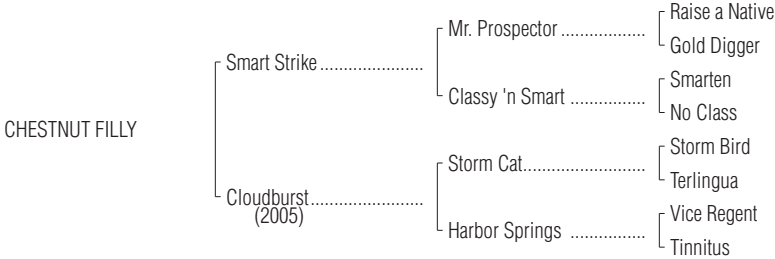 Raise a Native
Mr. Prospector ..................
Gold Digger
Smart Strike ......................
Smarten
Classy 'n Smart ................
No Class
CHESTNUT FILLY
Storm Bird
Storm Cat..........................
Terlingua
Cloudburst........................
(2005)
Vice Regent
Harbor Springs ................
Tinnitus